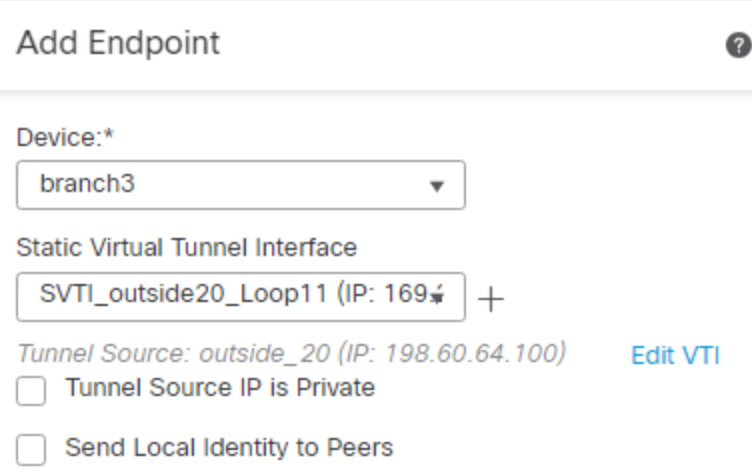 Add Endpoint
?
Device:*
branch3
Static Virtual Tunnel Interface
SVTI_outside20_Loop11 (IP: 169.
Tunnel Source: outside_20 (IP: 198.60.64.100)
Edit VTI
Tunnel Source IP is Private
Send Local Identity to Peers